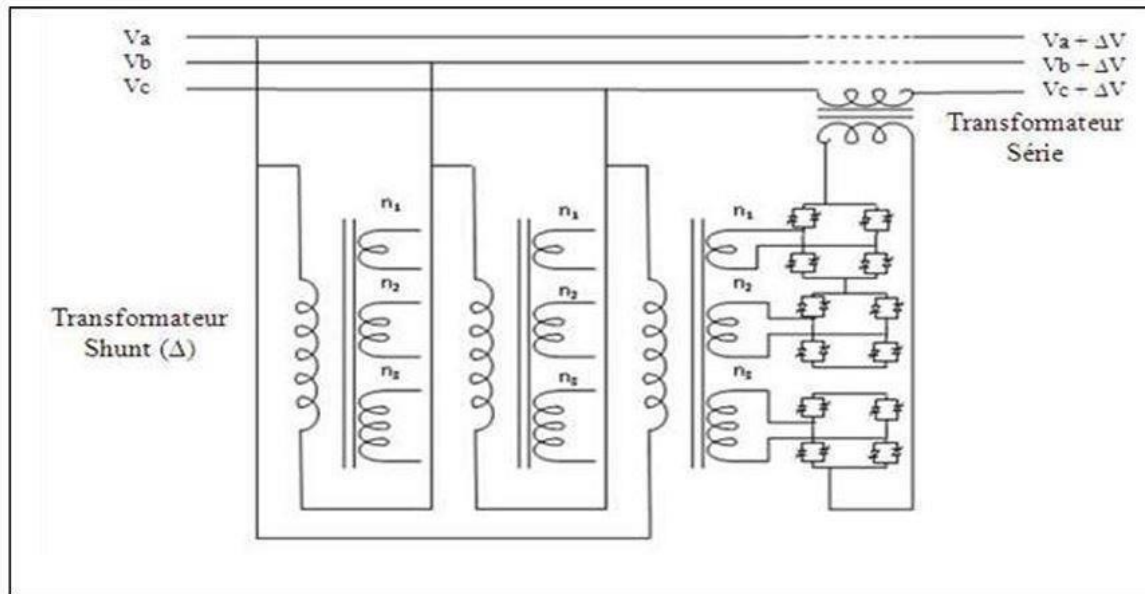 Va
Vb
Vc
Va + ΔV
Vb + ΔV
Vc + ΔV
Transformateur
Série
n₁
n₁
n₁
n₂
n₂
n₂
Transformateur
Shunt (Δ)
n₃
n₃
n₃